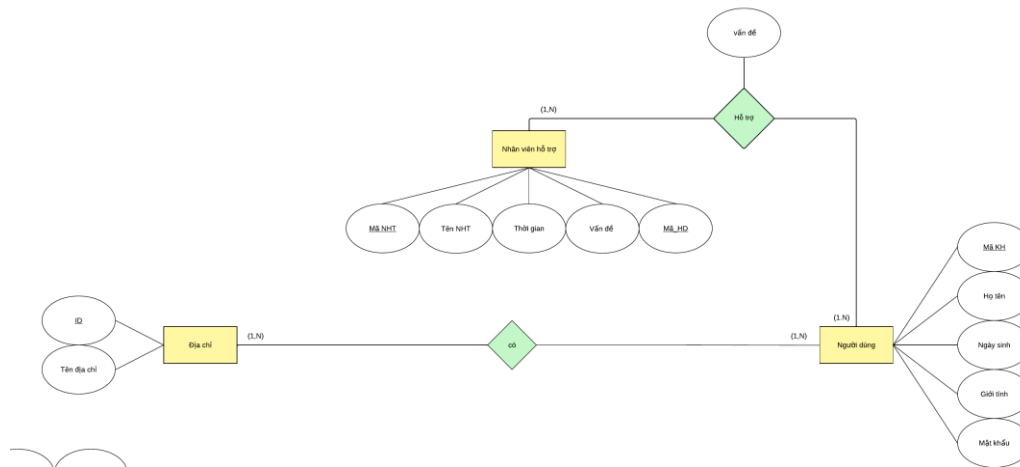 vấn đề
(1,N)
Hỗ trợ
Nhân viên hỗ trợ
Mã NHT
Tên NHT
Thời gian
Vấn đề
Mã_HD
Mã KH
Họ tên
ID
(1.N)
(1,N)
(1,N)
Địa chỉ
có
Người dùng
Ngày sinh
Tên địa chỉ
Giới tính
Mật khẩu